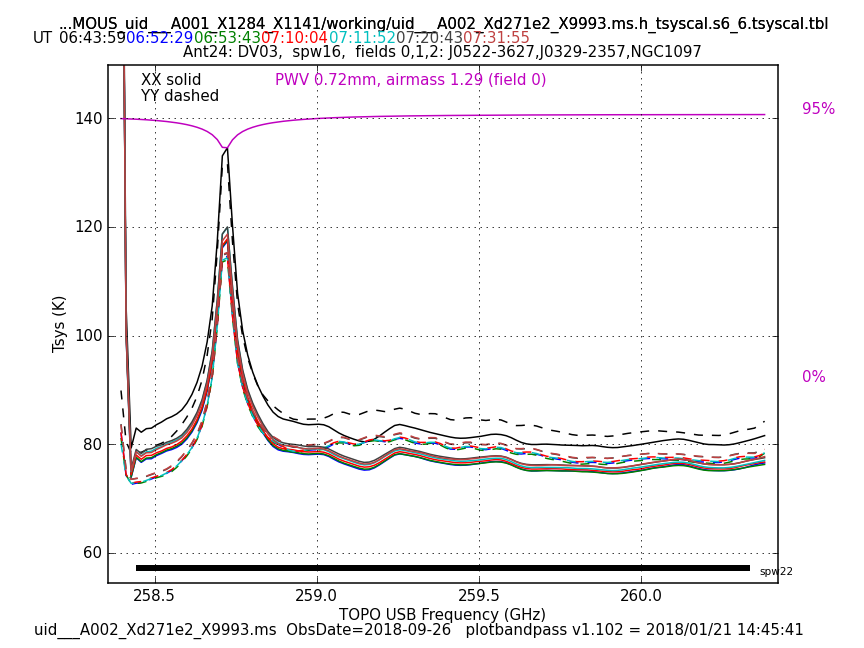 ...MOUS_uid___A001_X1284_X1141/working/uid___A002_Xd271e2_X9993.ms.h_tsyscal.s6_6.tsyscal.tbl
UT 06:43:59 06:52:29 06:53:43 07:10:04 07:11:52 07:20:43 07:31:55
Ant24: DV03,  spw16,  fields 0,1,2: J0522-3627,J0329-2357,NGC1097
XX solid
YY dashed
PWV 0.72mm, airmass 1.29 (field 0)
95%
0%
140
120
100
80
60
Tsys (K)
spw22
258.5 259.0 259.5 260.0
TOPO USB Frequency (GHz)
uid___A002_Xd271e2_X9993.ms  ObsDate=2018-09-26   plotbandpass v1.102 = 2018/01/21 14:45:41